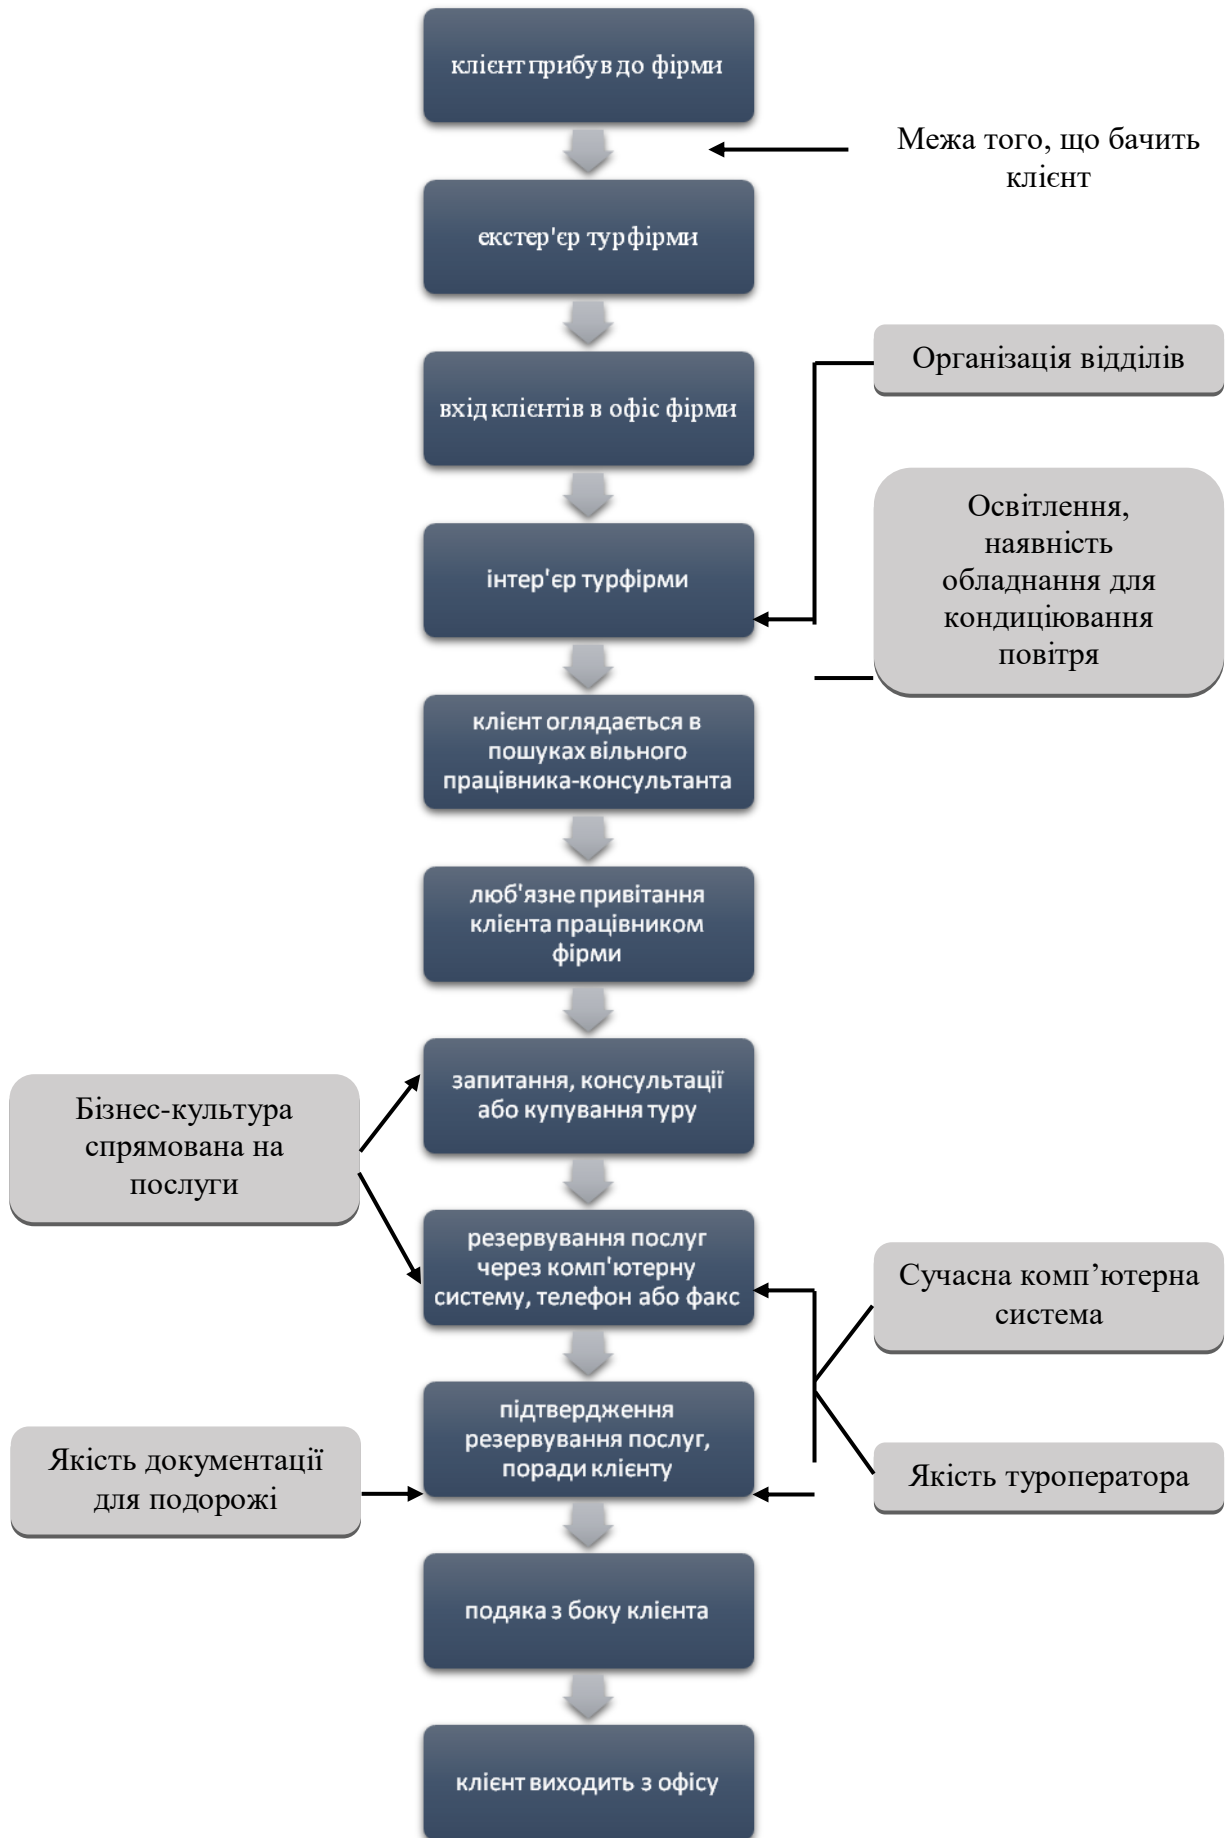 клієнт прибув до фірми
Межа того, що бачить
клієнт
екстер'єр турфірми
Організація відділів
вхід клієнтів в офіс фірми
Освітлення,
наявність
обладнання для
кондиціювання
повітря
інтер'єр турфірми
клієнт оглядається в
пошуках вільного
працівника-консультанта
люб'язне привітання
клієнта працівником
фірми
запитання, консультації
або купування туру
Бізнес-культура
спрямована на
послуги
резервування послуг
через комп'ютерну
систему, телефон або факс
Сучасна комп’ютерна
система
підтвердження
резервування послуг,
поради клієнту
Якість документації
для подорожі
Якість туроператора
подяка з боку клієнта
клієнт виходить з офісу